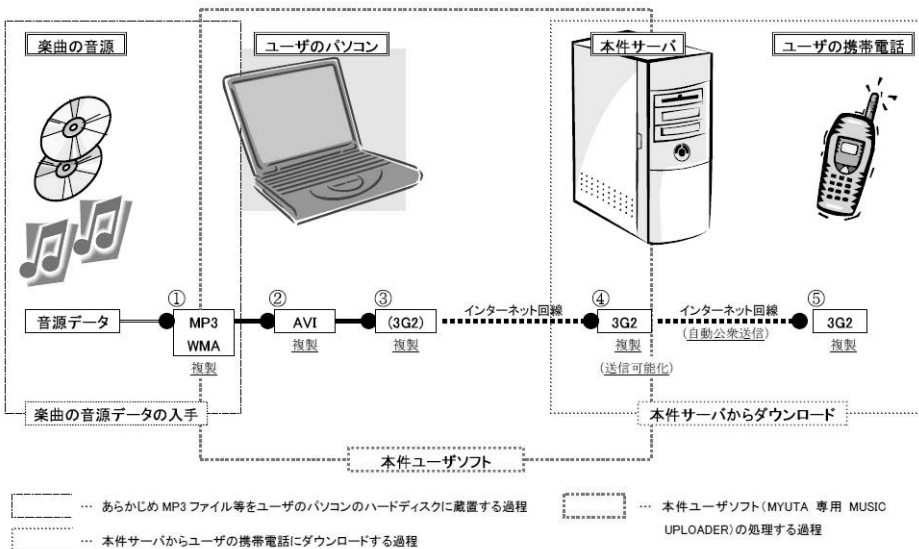 楽曲の音源
ユーザのパソコン
本件サーバ
ユーザの携帯電話
①
②
③
④
⑤
音源データ
MP3
WMA
複製
AVI
複製
(3G2)
複製
インターネット回線
3G2
複製
(送信可能化)
インターネット回線
(自動公衆送信)
3G2
複製
楽曲の音源データの入手
本件サーバからダウンロード
本件ユーザソフト
… あらかじめ MP3 ファイル等をユーザのパソコンのハードディスクに蔵置する過程
… 本件サーバからユーザの携帯電話にダウンロードする過程
… 本件ユーザソフト(MYUTA 専用 MUSIC
UPLOADER)の処理する過程